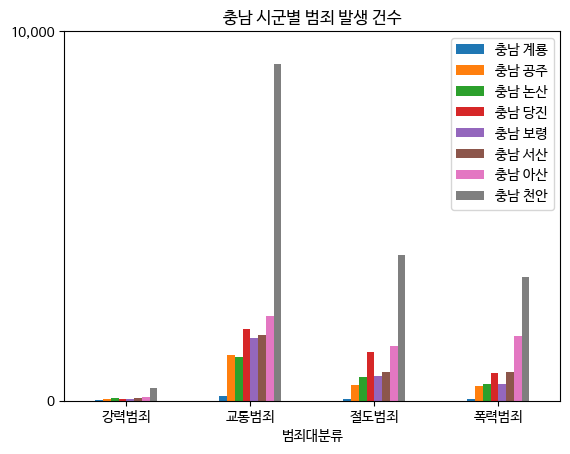 충남 시군별 범죄 발생 건수
10,000
충남 계룡
충남 공주
충남 논산
충남 당진
충남 보령
충남 서산
충남 아산
충남 천안
0
강력범죄 교통범죄 절도범죄 폭력범죄
범죄대분류